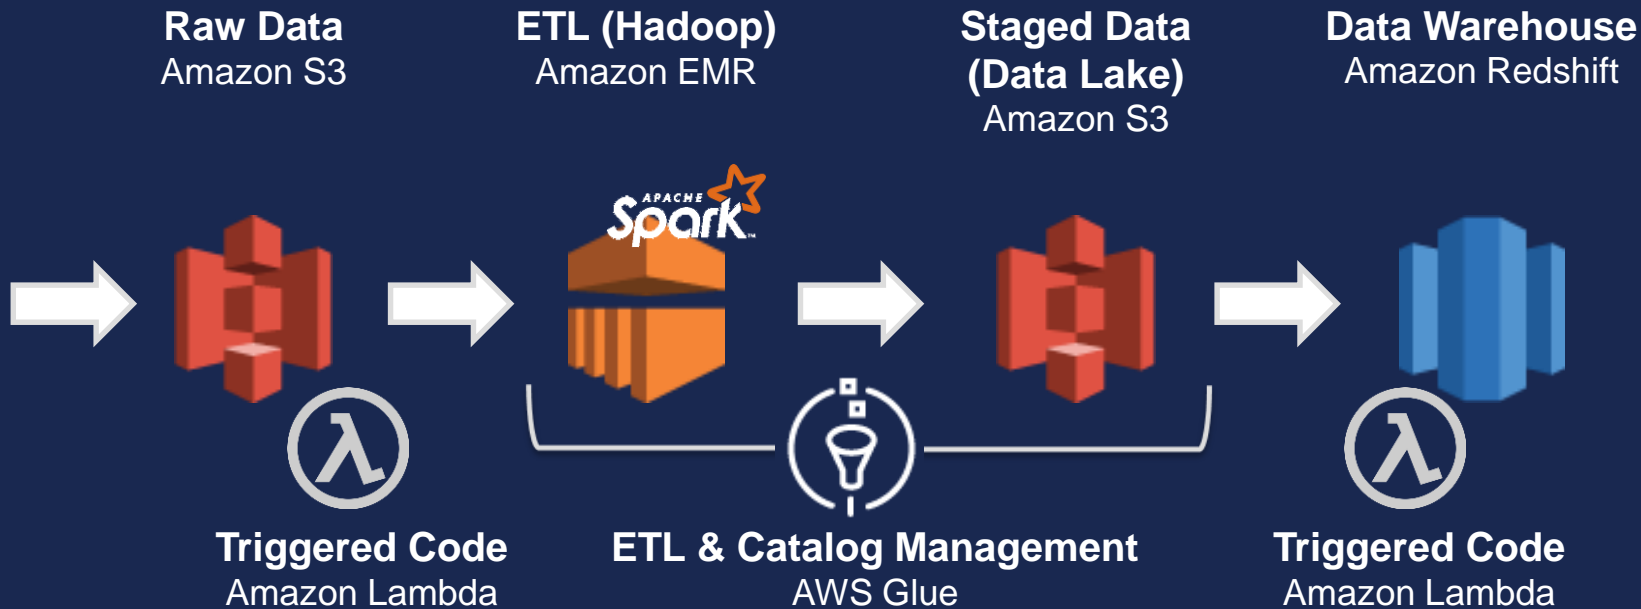 Raw Data
Amazon S3
ETL (Hadoop)
Amazon EMR
Staged Data
(Data Lake)
Amazon S3
Data Warehouse
Amazon Redshift
APACHE
Spark™
λ
λ
Triggered Code
Amazon Lambda
ETL & Catalog Management
AWS Glue
Triggered Code
Amazon Lambda